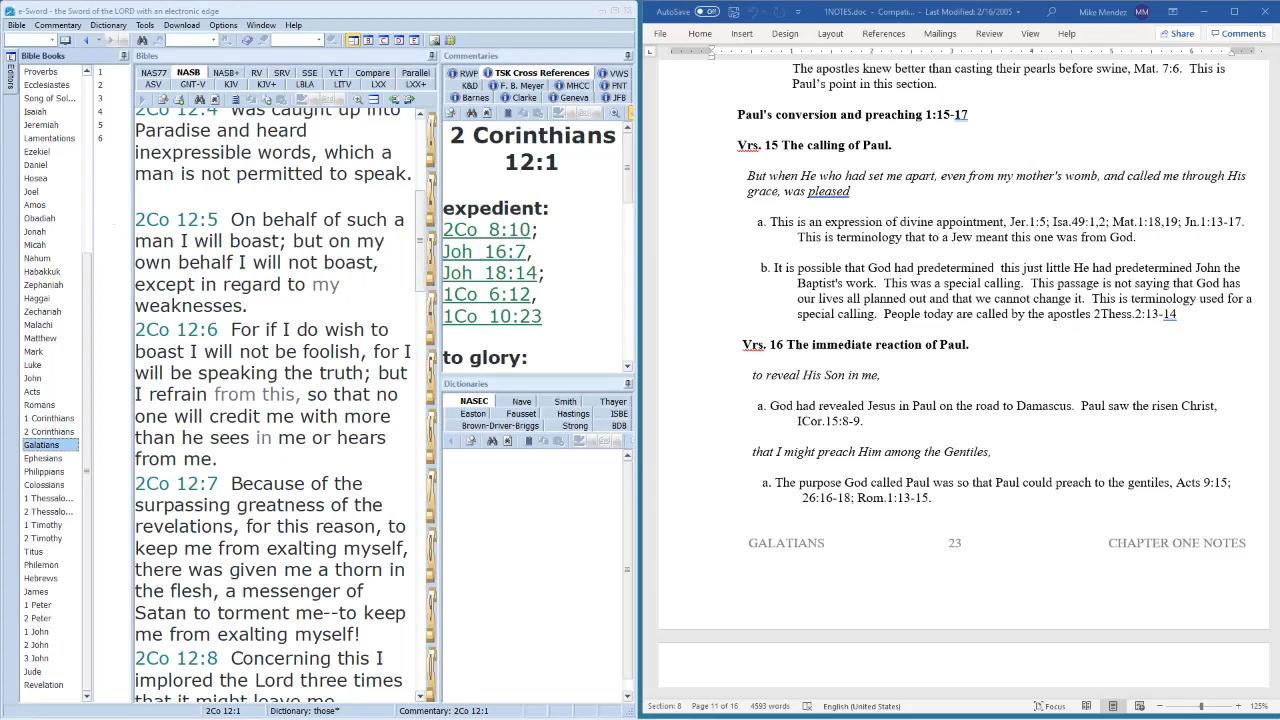 e-Sword - the Sword of the LORD with an electronic edge
Bible Commentary Dictionary Tools Download Options Window Help
Bible Books
Editors
Proverbs
Ecclesiastes
Song of Sol...
Isaiah
Jeremiah
Lamentations
Ezekiel
Daniel
Hosea
Joel
Amos
Obadiah
Jonah
Micah
Nahum
Habakkuk
Zephaniah
Haggai
Zechariah
Malachi
Matthew
Mark
Luke
John
Acts
Romans
1 Corinthians
2 Corinthians
Galatians
Ephesians
Philippians
Colossians
1 Thessalo...
2 Thessalo...
1 Timothy
2 Timothy
Titus
Philemon
Hebrews
James
1 Peter
2 Peter
1 John
2 John
3 John
Jude
Revelation
1
2
3
4
5
6
Bibles
NAS77 NASB NASB+ RV SRV SSE YLT Compare Parallel
ASV GNT-V KJV KJV+ LBLA LITV LXX LXX+
2Co 12:4 was caught up into
Paradise and heard
inexpressible words, which a
man is not permitted to speak.
2Co 12:5 On behalf of such a
man I will boast; but on my
own behalf I will not boast,
except in regard to my
weaknesses.
2Co 12:6 For if I do wish to
boast I will not be foolish, for I
will be speaking the truth; but
I refrain from this, so that no
one will credit me with more
than he sees in me or hears
from me.
2Co 12:7 Because of the
surpassing greatness of the
revelations, for this reason, to
keep me from exalting myself,
there was given me a thorn in
the flesh, a messenger of
Satan to torment me--to keep
me from exalting myself!
2Co 12:8 Concerning this I
implored the Lord three times
that it might leave me.
Commentaries
RWP TSK Cross References VWS
K&D F. B. Meyer MHCC PNT
Barnes Clarke Geneva JFB
2 Corinthians
12:1
expedient:
2Co_8:10;
Joh_16:7,
Joh_18:14;
1Co_6:12,
1Co_10:23
to glory:
Dictionaries
NASEC Nave Smith Thayer
Easton Fausset Hastings ISBE
Brown-Driver-Briggs Strong BDB
2Co 12:1 Dictionary: those* Commentary: 2Co 12:1
AutoSave Off 1NOTES.doc - Compati... - Last Modified: 2/16/2005 Mike Mendez MM
File Home Insert Design Layout References Mailings Review View Help Share Comments
1 2 3 4 5 6
The apostles knew better than casting their pearls before swine, Mat. 7:6. This is
Paul's point in this section.
Paul's conversion and preaching 1:15-17
Vrs. 15 The calling of Paul.
But when He who had set me apart, even from my mother's womb, and called me through His
grace, was pleased
a. This is an expression of divine appointment, Jer.1:5; Isa.49:1,2; Mat.1:18,19; Jn.1:13-17.
This is terminology that to a Jew meant this one was from God.
b. It is possible that God had predetermined this just little He had predetermined John the
Baptist's work. This was a special calling. This passage is not saying that God has
our lives all planned out and that we cannot change it. This is terminology used for a
special calling. People today are called by the apostles 2Thess.2:13-14
Vrs. 16 The immediate reaction of Paul.
to reveal His Son in me,
a. God had revealed Jesus in Paul on the road to Damascus. Paul saw the risen Christ,
ICor.15:8-9.
that I might preach Him among the Gentiles,
a. The purpose God called Paul was so that Paul could preach to the gentiles, Acts 9:15;
26:16-18; Rom.1:13-15.
GALATIANS 23 CHAPTER ONE NOTES
Section: 8 Page 11 of 16 4593 words English (United States) Focus 125%